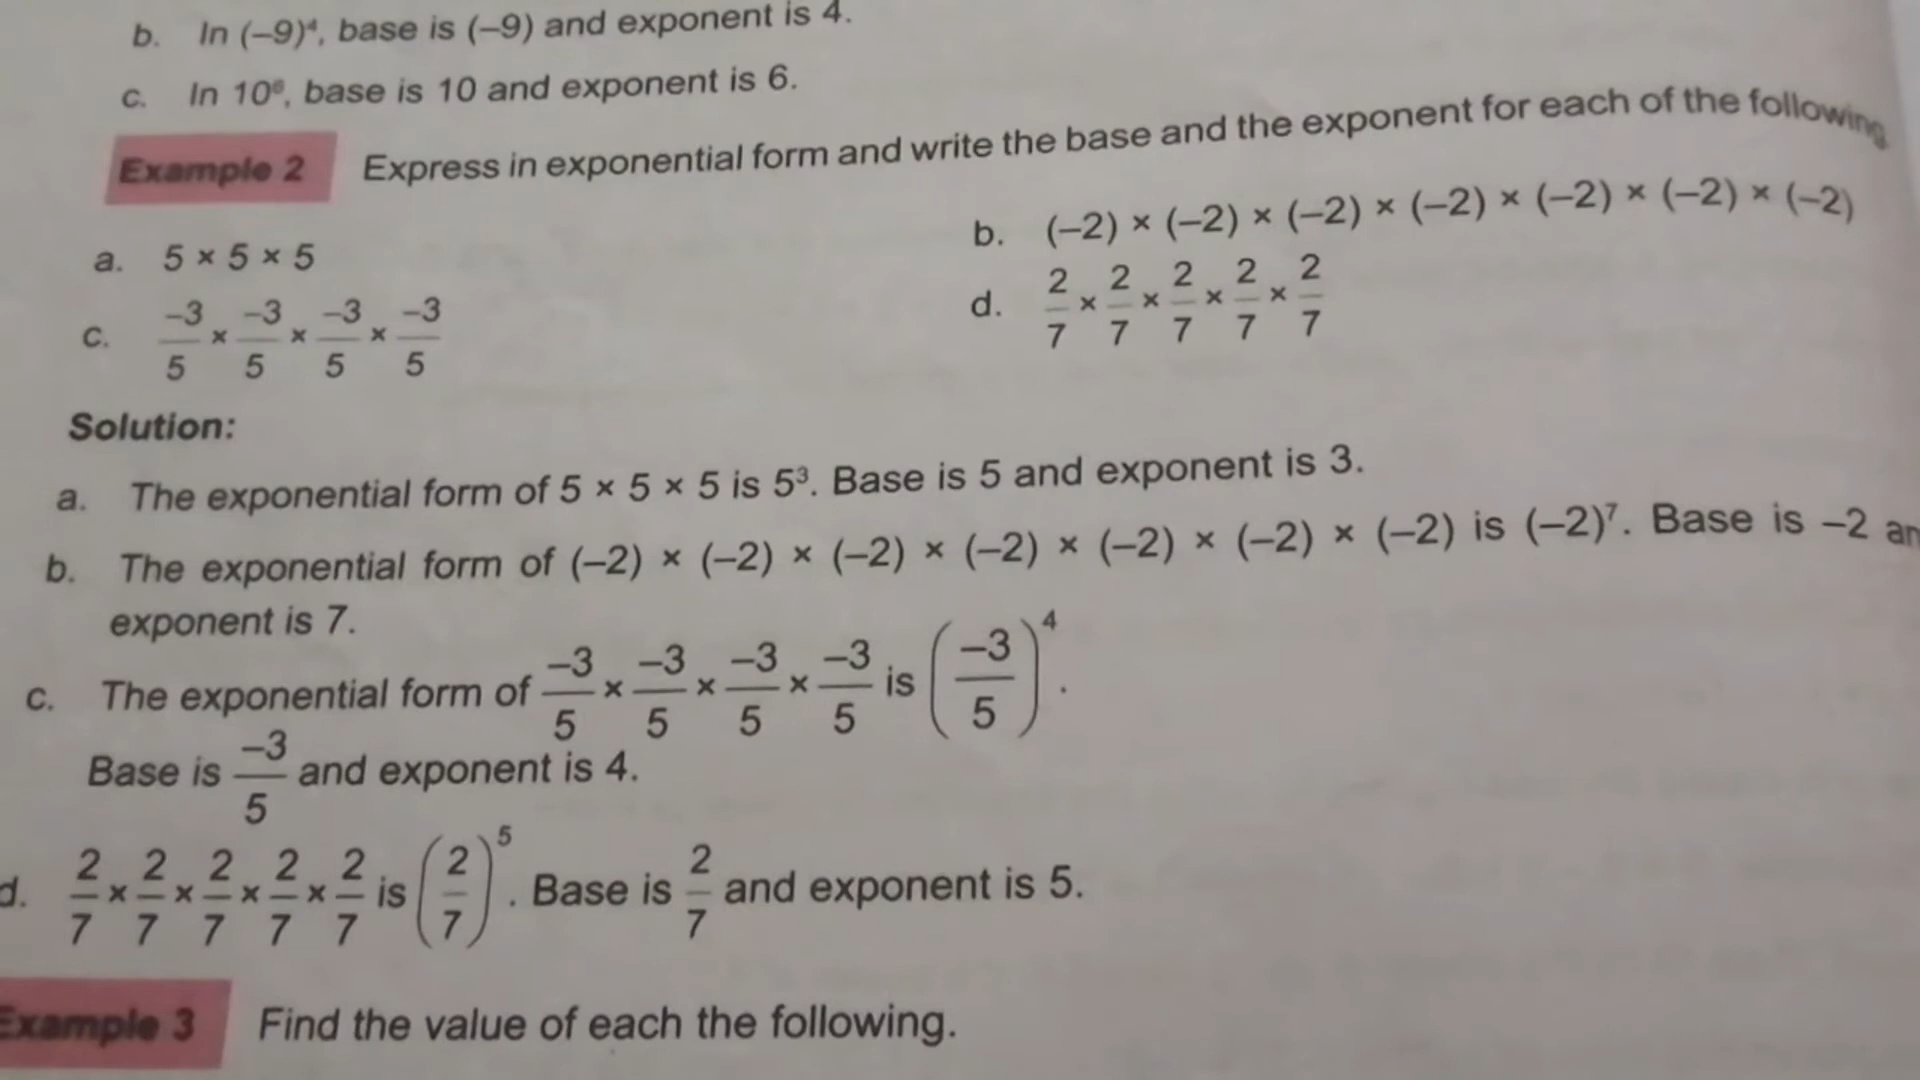 b. In (–9)⁴, base is (–9) and exponent is 4.
c. In 10⁶, base is 10 and exponent is 6.
Example 2 Express in exponential form and write the base and the exponent for each of the following
a. 5 × 5 × 5
b. (–2) × (–2) × (–2) × (–2) × (–2) × (–2) × (–2)
c. –3/5 × –3/5 × –3/5 × –3/5
d. 2/7 × 2/7 × 2/7 × 2/7 × 2/7
Solution:
a. The exponential form of 5 × 5 × 5 is 5³. Base is 5 and exponent is 3.
b. The exponential form of (–2) × (–2) × (–2) × (–2) × (–2) × (–2) × (–2) is (–2)⁷. Base is –2 an
exponent is 7.
c. The exponential form of –3/5 × –3/5 × –3/5 × –3/5 is (–3/5)⁴.
Base is –3/5 and exponent is 4.
d. 2/7 × 2/7 × 2/7 × 2/7 × 2/7 is (2/7)⁵. Base is 2/7 and exponent is 5.
Example 3 Find the value of each the following.